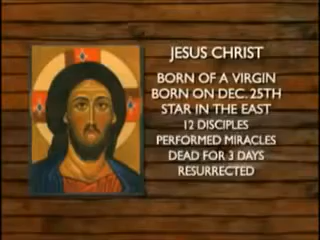 JESUS CHRIST
BORN OF A VIRGIN
BORN ON DEC. 25TH
STAR IN THE EAST
12 DISCIPLES
PERFORMED MIRACLES
DEAD FOR 3 DAYS
RESURRECTED